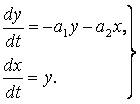 dy/dt = -a₁y - a₂x,
dx/dt = y.